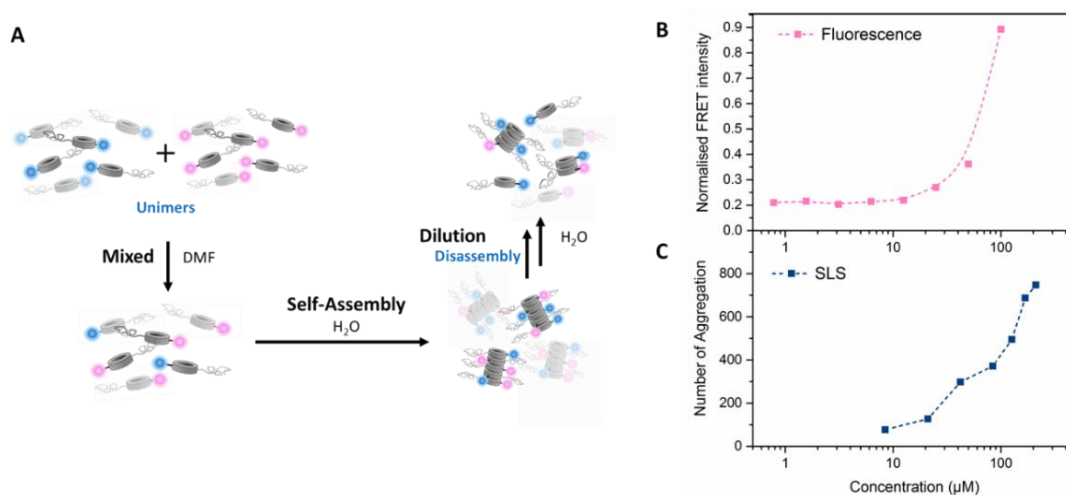 A
+
Unimers
Mixed
DMF
Self-Assembly
H2O
Dilution
Disassembly
H2O
B
Fluorescence
Normalised FRET intensity
0.9
0.8
0.7
0.6
0.5
0.4
0.3
0.2
0.1
0.0
1
10
100
C
SLS
Number of Aggregation
800
600
400
200
0
1
10
100
Concentration (µM)